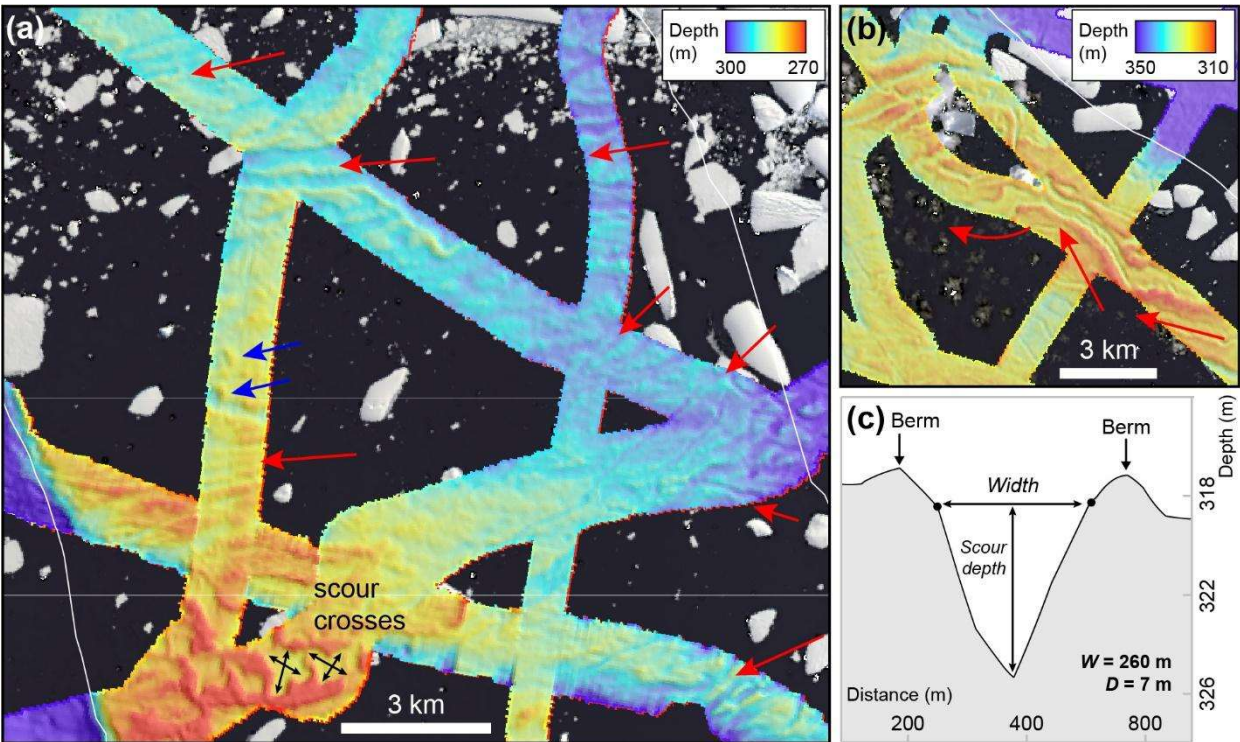 (a)
Depth
(m)
300 270
scour
crosses
3 km
(b)
Depth
(m)
350 310
3 km
(c)
Berm
Berm
Width
Scour
depth
W = 260 m
D = 7 m
Distance (m)
200 400 800
Depth (m)
318
322
326